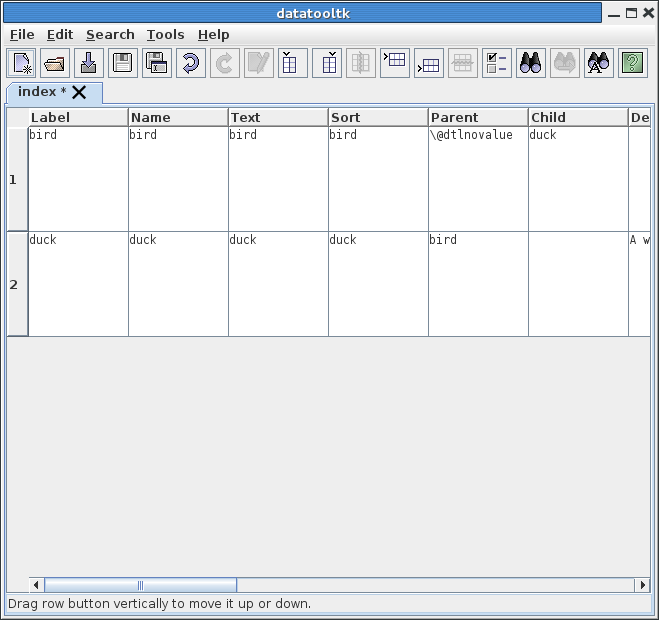 datatooltk
File Edit Search Tools Help
index *
Label Name Text Sort Parent Child De
1 bird bird bird bird \@dtlnovalue duck
2 duck duck duck duck bird A w
Drag row button vertically to move it up or down.